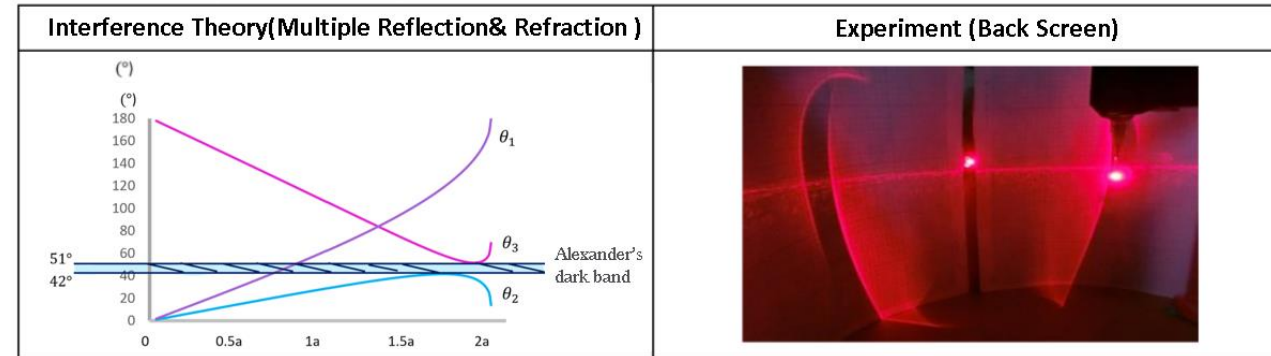 Interference Theory(Multiple Reflection& Refraction )
Experiment (Back Screen)
(°)
(°)
180
160
140
120
100
80
60
40
20
0
51°
42°
θ₁
θ₃
θ₂
Alexander's
dark band
0 0.5a 1a 1.5a 2a